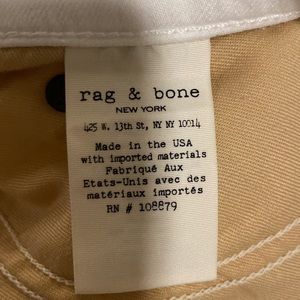 rag & bone
NEW YORK
425 W. 13th St, NY NY 10014
Made in the USA
with imported materials
Fabriqué Aux
Etats-Unis avec des
matériaux importés
RN # 108879